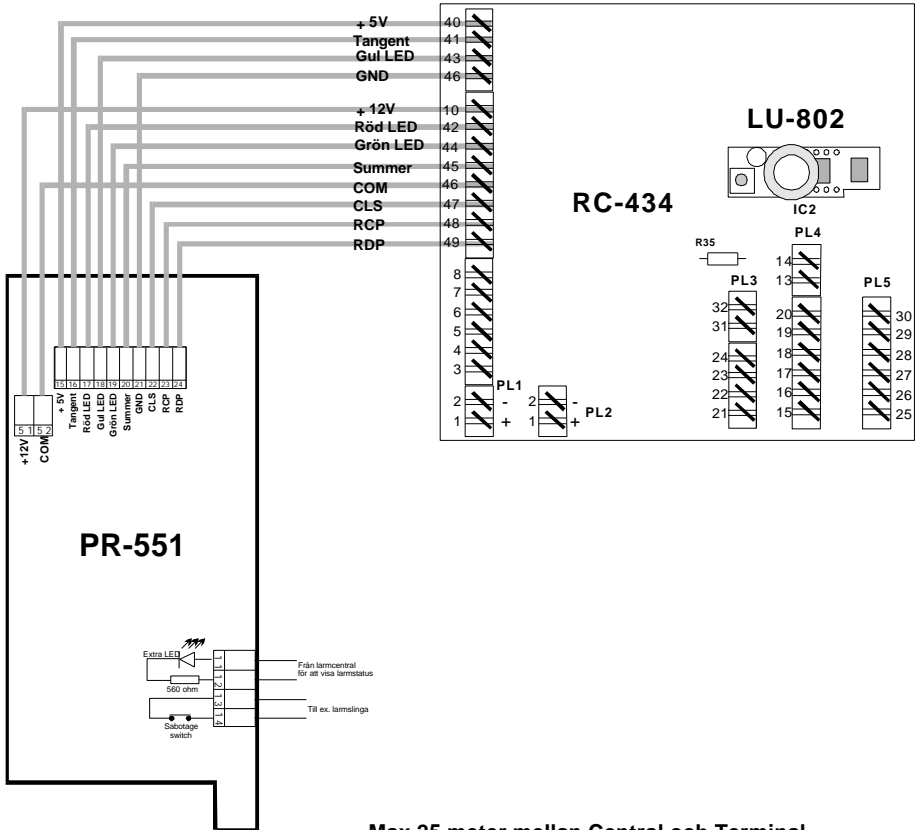 + 5V 40
Tangent 41
Gul LED 43
GND 46
+ 12V 10
Röd LED 42
Grön LED 44
Summer 45
COM 46
CLS 47
RCP 48
RDP 49
8
7
6
5
4
3
2 PL1 -
1 +
2 -
1 + PL2
RC-434
LU-802
IC2
R35
PL4
14
13
PL3
32
31
24
23
22
21
20
19
18
17
16
15
PL5
30
29
28
27
26
25
15 16 17 18 19 20 21 22 23 24
+ 5V
Tangent
Röd LED
Gul LED
Grön LED
Summer
GND
CLS
RCP
RDP
5 1 5 2
+12V
COM
PR-551
Extra LED
560 ohm
Sabotage
switch
1 1
1 2
1 3
1 4
Från larmcentral
för att visa larmstatus
Till ex. larmslinga
Max 25 meter mellan Central och Terminal